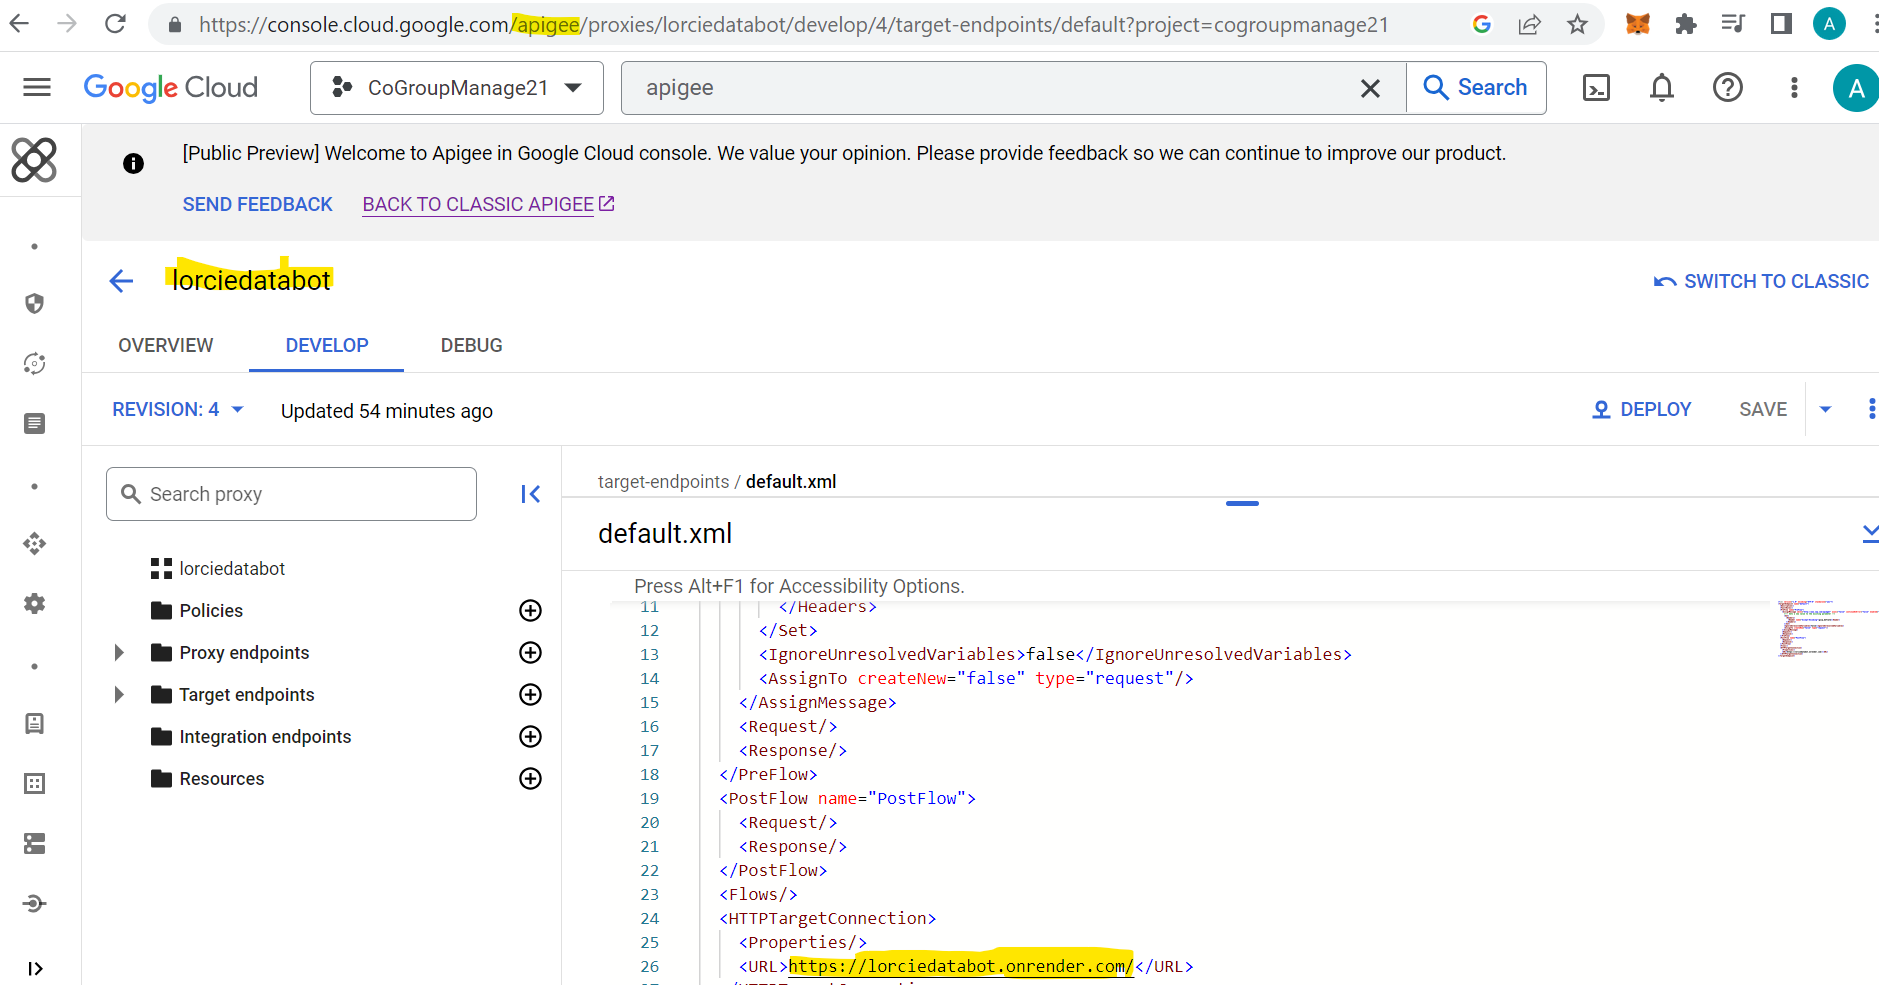 https://console.cloud.google.com/apigee/proxies/lorciedatabot/develop/4/target-endpoints/default?project=cogroupmanage21
A
Google Cloud
CoGroupManage21
apigee
Search
A
[Public Preview] Welcome to Apigee in Google Cloud console. We value your opinion. Please provide feedback so we can continue to improve our product.
SEND FEEDBACK
BACK TO CLASSIC APIGEE
lorciedatabot
SWITCH TO CLASSIC
OVERVIEW
DEVELOP
DEBUG
REVISION: 4
Updated 54 minutes ago
DEPLOY
SAVE
Search proxy
lorciedatabot
Policies
Proxy endpoints
Target endpoints
Integration endpoints
Resources
target-endpoints / default.xml
default.xml
Press Alt+F1 for Accessibility Options.
11 </Headers>
12 </Set>
13 <IgnoreUnresolvedVariables>false</IgnoreUnresolvedVariables>
14 <AssignTo createNew="false" type="request"/>
15 </AssignMessage>
16 <Request/>
17 <Response/>
18 </PreFlow>
19 <PostFlow name="PostFlow">
20 <Request/>
21 <Response/>
22 </PostFlow>
23 <Flows/>
24 <HTTPTargetConnection>
25 <Properties/>
26 <URL>https://lorciedatabot.onrender.com/</URL>